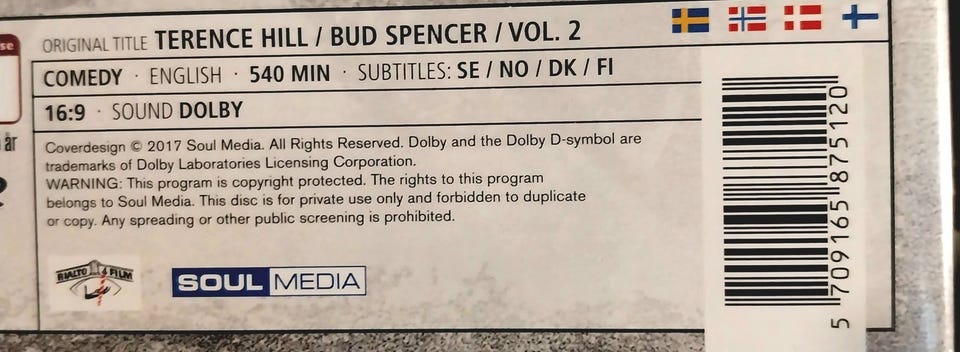 se
år
ORIGINAL TITLE TERENCE HILL / BUD SPENCER / VOL. 2
COMEDY · ENGLISH · 540 MIN · SUBTITLES: SE / NO / DK / FI
16:9 · SOUND DOLBY
Coverdesign © 2017 Soul Media. All Rights Reserved. Dolby and the Dolby D-symbol are
trademarks of Dolby Laboratories Licensing Corporation.
WARNING: This program is copyright protected. The rights to this program
belongs to Soul Media. This disc is for private use only and forbidden to duplicate
or copy. Any spreading or other public screening is prohibited.
RIALTO FILM
SOUL MEDIA
5 709165 875120